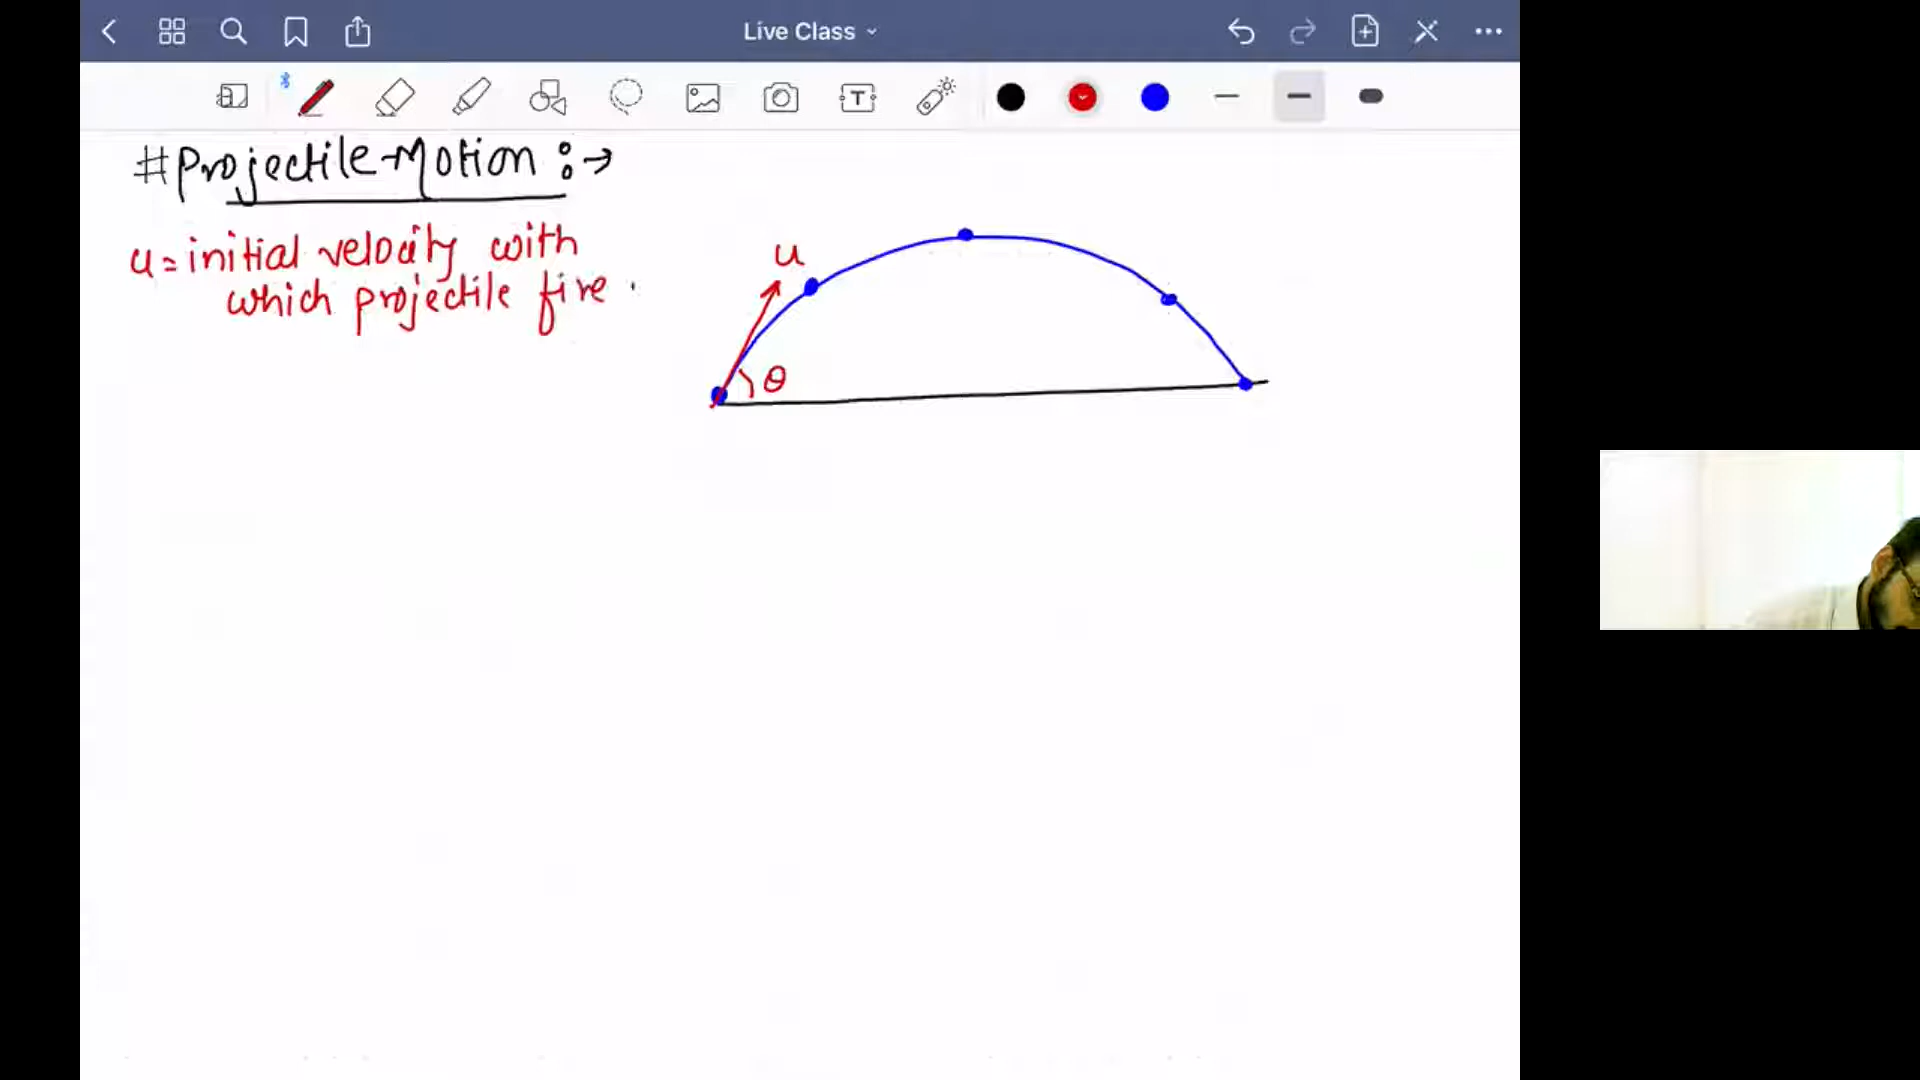 Live Class
T
#Projectile Motion :→
u = initial velocity with
which projectile fire .
u
θ